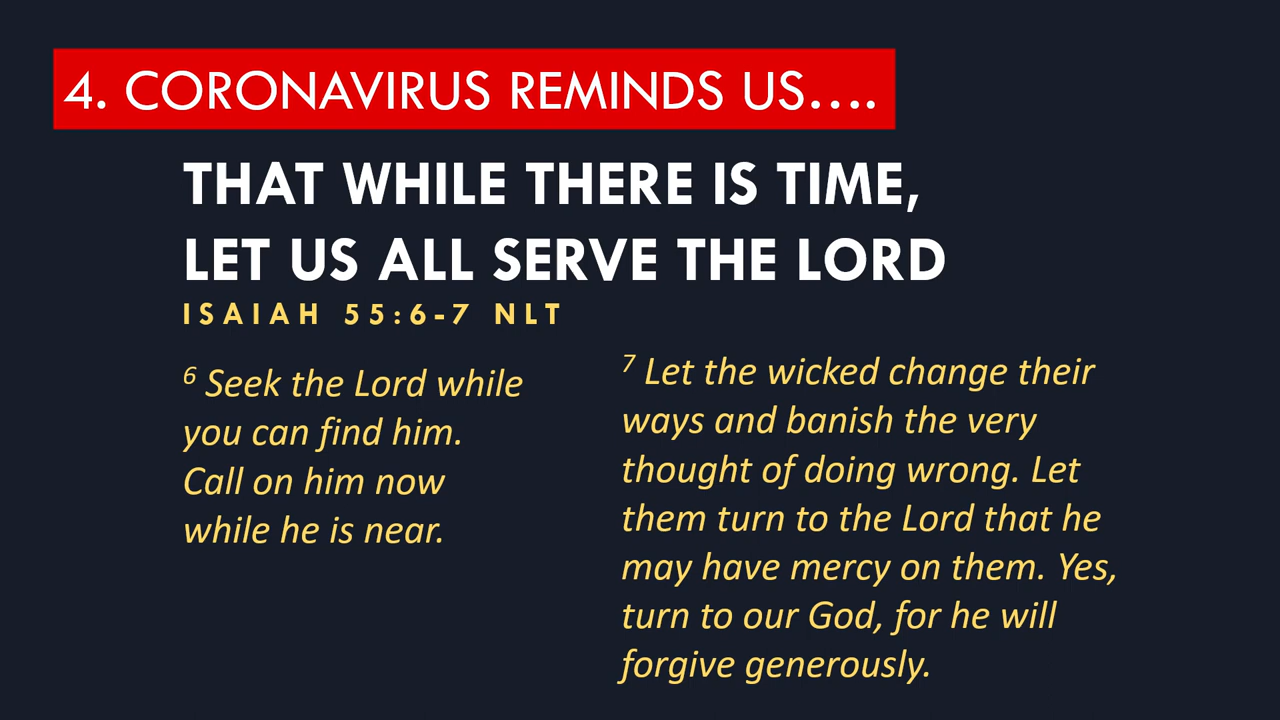 4. CORONAVIRUS REMINDS US....
THAT WHILE THERE IS TIME,
LET US ALL SERVE THE LORD
ISAIAH 55:6-7 NLT
6 Seek the Lord while
you can find him.
Call on him now
while he is near.
7 Let the wicked change their
ways and banish the very
thought of doing wrong. Let
them turn to the Lord that he
may have mercy on them. Yes,
turn to our God, for he will
forgive generously.